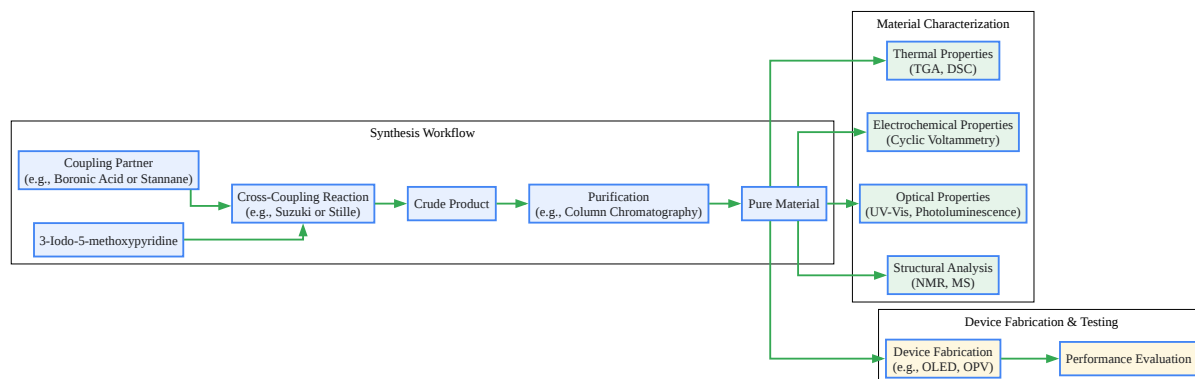 Material Characterization
Thermal Properties
(TGA, DSC)
Electrochemical Properties
(Cyclic Voltammetry)
Synthesis Workflow
Coupling Partner
(e.g., Boronic Acid or Stannane)
3-Iodo-5-methoxypyridine
Cross-Coupling Reaction
(e.g., Suzuki or Stille)
Crude Product
Purification
(e.g., Column Chromatography)
Pure Material
Optical Properties
(UV-Vis, Photoluminescence)
Structural Analysis
(NMR, MS)
Device Fabrication & Testing
Device Fabrication
(e.g., OLED, OPV)
Performance Evaluation